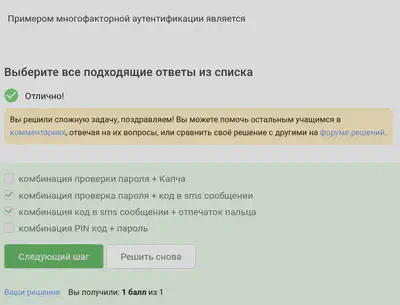 Примером многофакторной аутентификации является
Выберите все подходящие ответы из списка
Отлично!
Вы решили сложную задачу, поздравляем! Вы можете помочь остальным учащимся в
комментариях, отвечая на их вопросы, или сравнить своё решение с другими на форуме решений.
комбинация проверки пароля + Капча
комбинация проверка пароля + код в sms сообщении
комбинация код в sms сообщении + отпечаток пальца
комбинация PIN код + пароль
Следующий шаг
Решить снова
Ваши решения Вы получили: 1 балл из 1